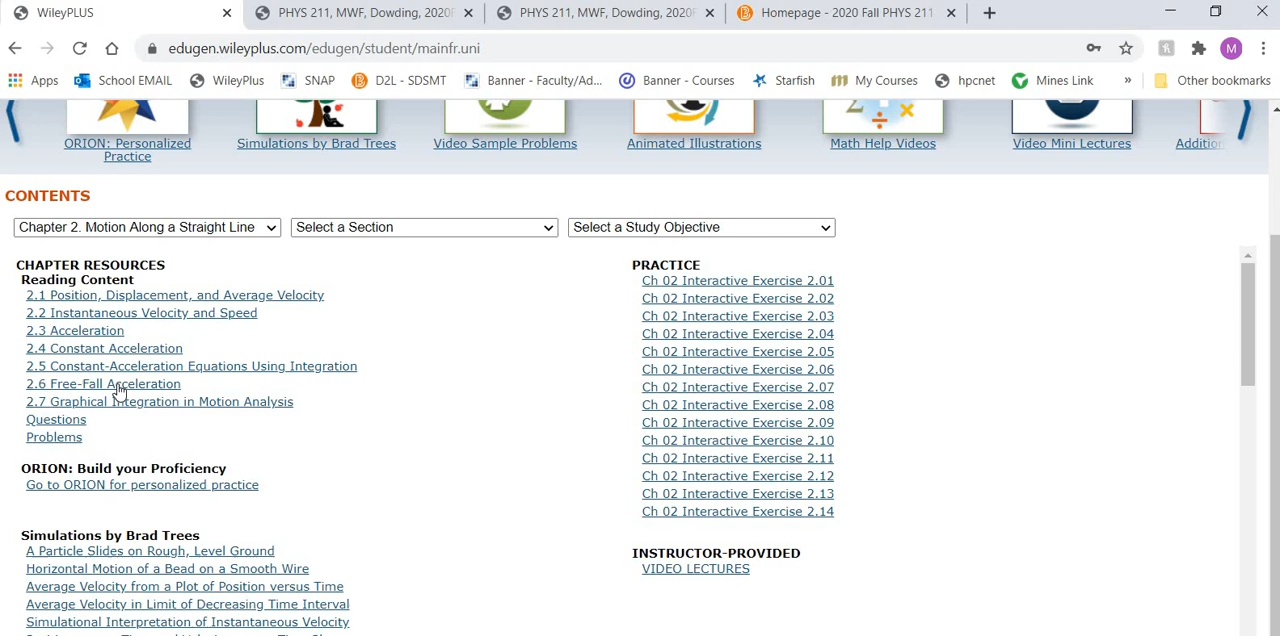 WileyPLUS
PHYS 211, MWF, Dowding, 2020F
PHYS 211, MWF, Dowding, 2020F
Homepage - 2020 Fall PHYS 211
edugen.wileyplus.com/edugen/student/mainfr.uni
M
Apps
School EMAIL
WileyPlus
SNAP
D2L - SDSMT
Banner - Faculty/Ad...
Banner - Courses
Starfish
My Courses
hpcnet
Mines Link
»
Other bookmarks
ORION: Personalized
Practice
Simulations by Brad Trees
Video Sample Problems
Animated Illustrations
Math Help Videos
Video Mini Lectures
Addition
CONTENTS
Chapter 2. Motion Along a Straight Line
Select a Section
Select a Study Objective
CHAPTER RESOURCES
Reading Content
2.1 Position, Displacement, and Average Velocity
2.2 Instantaneous Velocity and Speed
2.3 Acceleration
2.4 Constant Acceleration
2.5 Constant-Acceleration Equations Using Integration
2.6 Free-Fall Acceleration
2.7 Graphical Integration in Motion Analysis
Questions
Problems
ORION: Build your Proficiency
Go to ORION for personalized practice
Simulations by Brad Trees
A Particle Slides on Rough, Level Ground
Horizontal Motion of a Bead on a Smooth Wire
Average Velocity from a Plot of Position versus Time
Average Velocity in Limit of Decreasing Time Interval
Simulational Interpretation of Instantaneous Velocity
PRACTICE
Ch 02 Interactive Exercise 2.01
Ch 02 Interactive Exercise 2.02
Ch 02 Interactive Exercise 2.03
Ch 02 Interactive Exercise 2.04
Ch 02 Interactive Exercise 2.05
Ch 02 Interactive Exercise 2.06
Ch 02 Interactive Exercise 2.07
Ch 02 Interactive Exercise 2.08
Ch 02 Interactive Exercise 2.09
Ch 02 Interactive Exercise 2.10
Ch 02 Interactive Exercise 2.11
Ch 02 Interactive Exercise 2.12
Ch 02 Interactive Exercise 2.13
Ch 02 Interactive Exercise 2.14
INSTRUCTOR-PROVIDED
VIDEO LECTURES